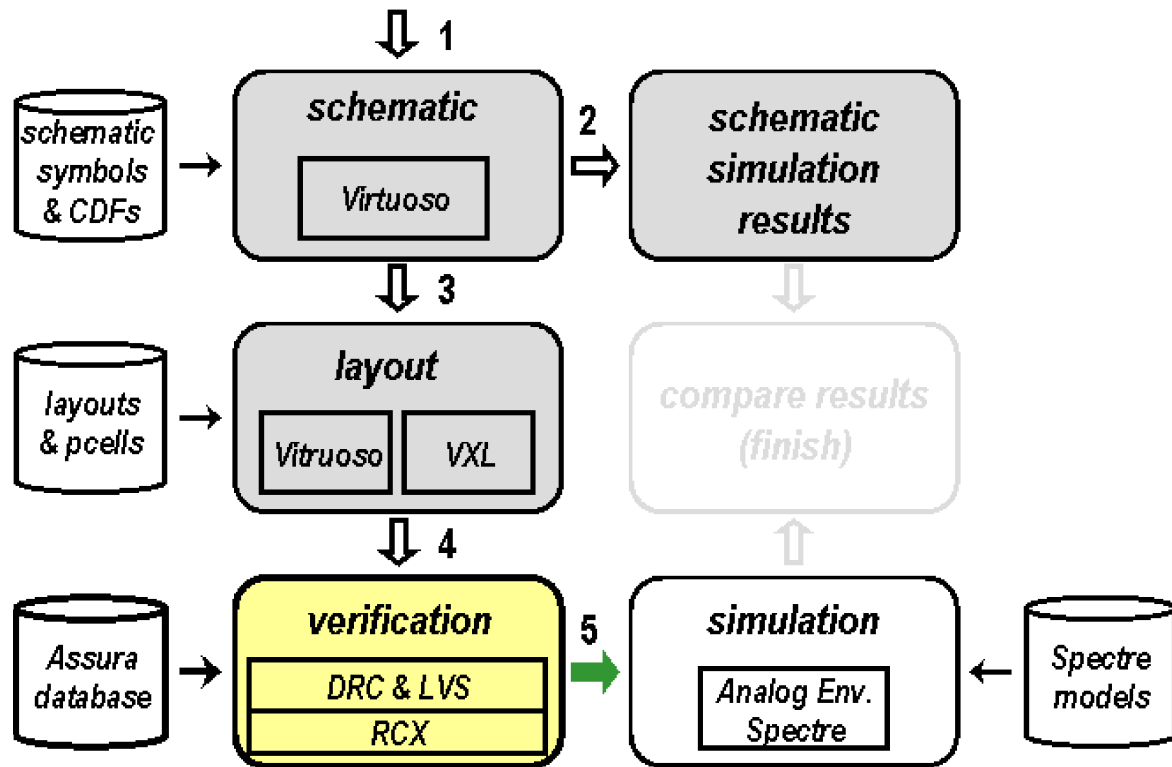 1
schematic
symbols
& CDFs
schematic
Virtuoso
2
schematic
simulation
results
3
layouts
& pcells
layout
Vitruoso
VXL
compare results
(finish)
4
Assura
database
verification
DRC & LVS
RCX
5
simulation
Analog Env.
Spectre
Spectre
models